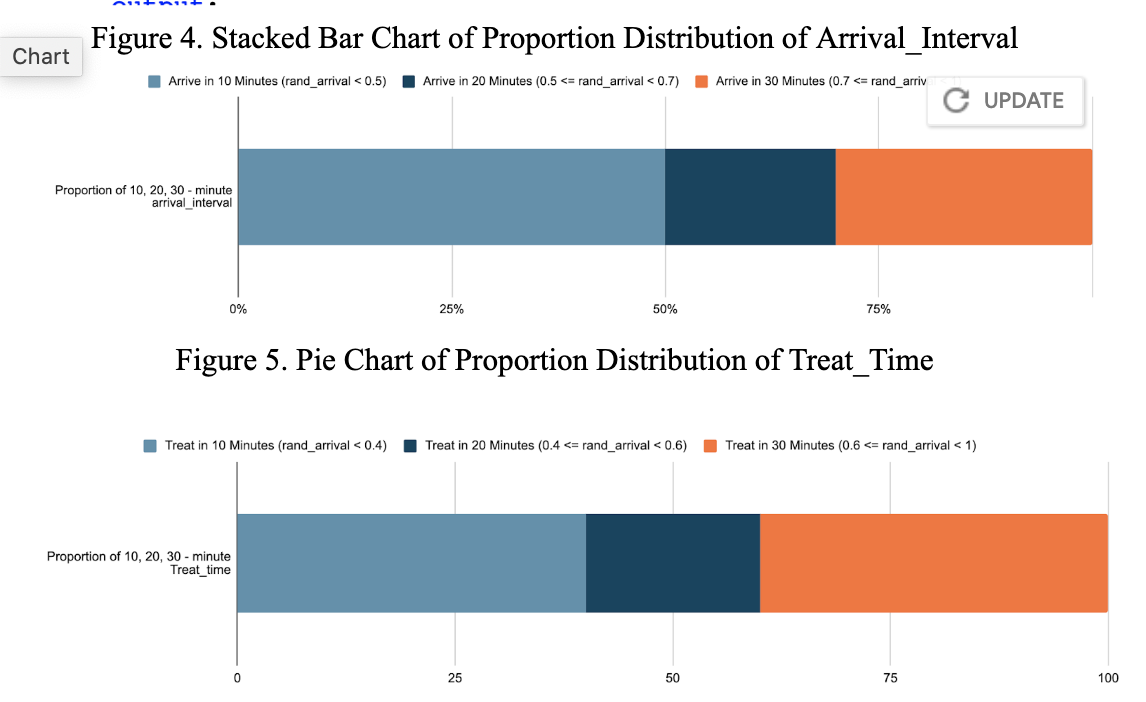 output:
Figure 4. Stacked Bar Chart of Proportion Distribution of Arrival_Interval
Chart
Arrive in 10 Minutes (rand_arrival < 0.5) Arrive in 20 Minutes (0.5 <= rand_arrival < 0.7) Arrive in 30 Minutes (0.7 <= rand_arrival < 1)
UPDATE
Proportion of 10, 20, 30 - minute
arrival_interval
0% 25% 50% 75%
Figure 5. Pie Chart of Proportion Distribution of Treat_Time
Treat in 10 Minutes (rand_arrival < 0.4) Treat in 20 Minutes (0.4 <= rand_arrival < 0.6) Treat in 30 Minutes (0.6 <= rand_arrival < 1)
Proportion of 10, 20, 30 - minute
Treat_time
0 25 50 75 100